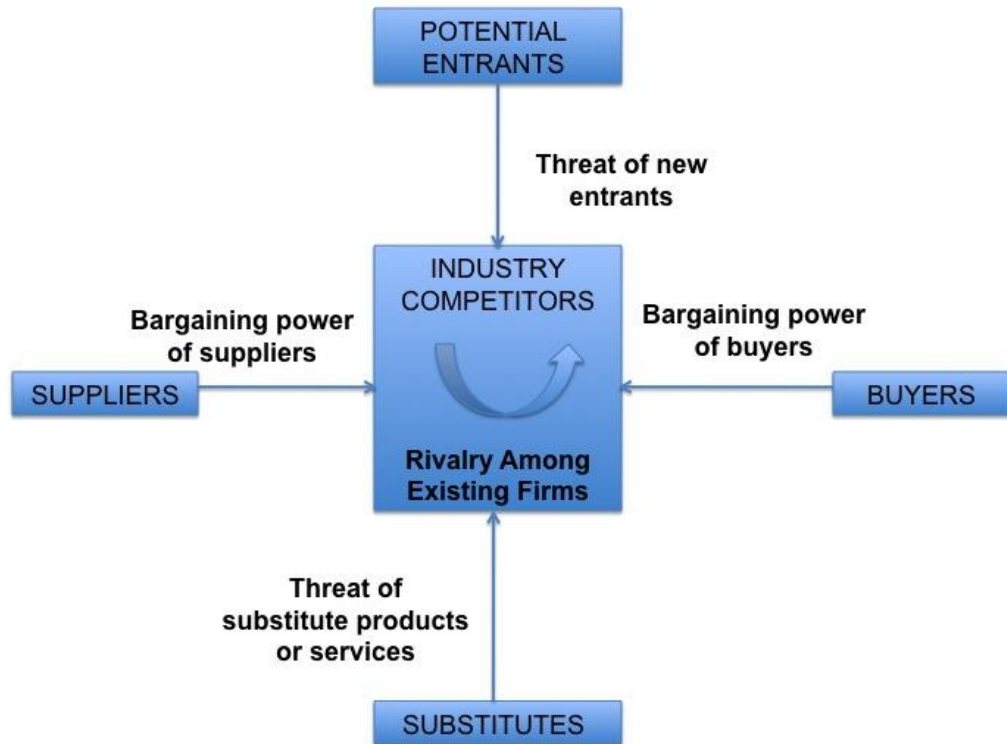 POTENTIAL
ENTRANTS
Threat of new
entrants
INDUSTRY
COMPETITORS
Bargaining power
of suppliers
Bargaining power
of buyers
SUPPLIERS
BUYERS
Rivalry Among
Existing Firms
Threat of
substitute products
or services
SUBSTITUTES